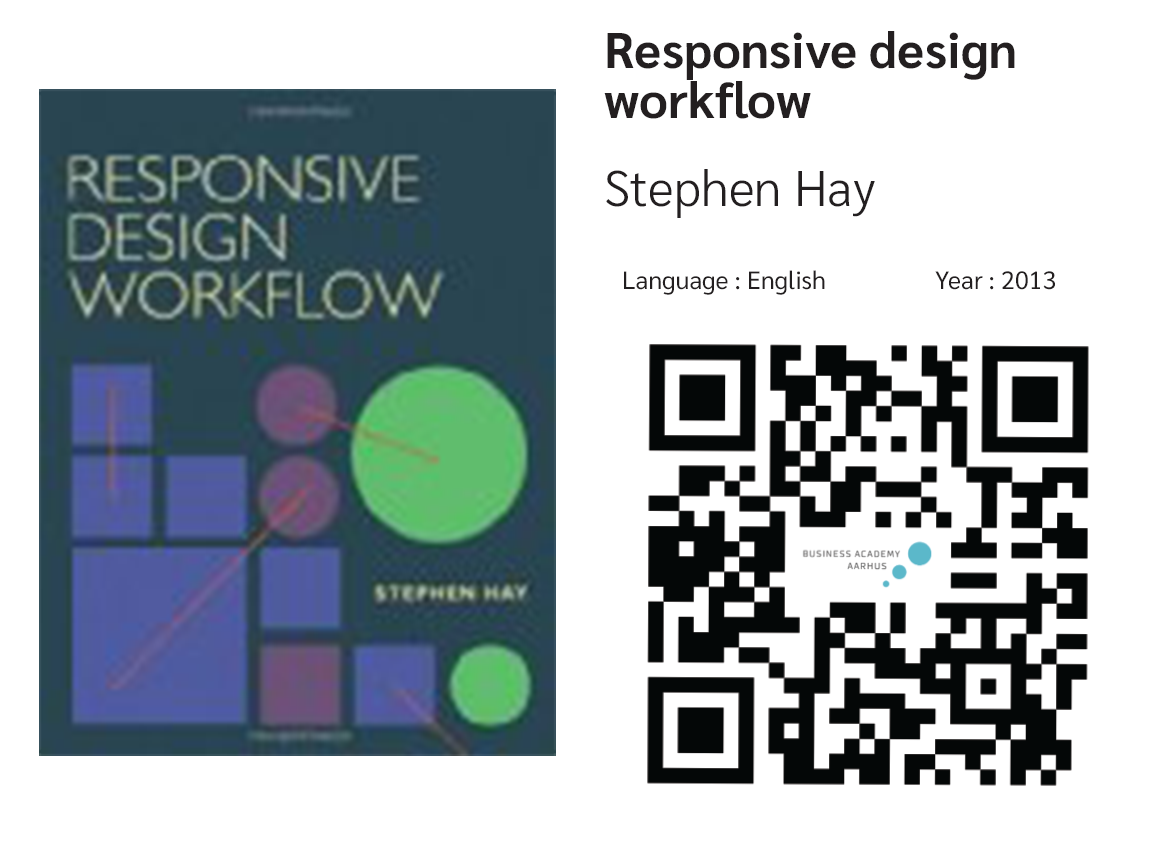 RESPONSIVE
DESIGN
WORKFLOW
STEPHEN HAY
Responsive design
workflow
Stephen Hay
Language : English
Year : 2013
BUSINESS ACADEMY
AARHUS